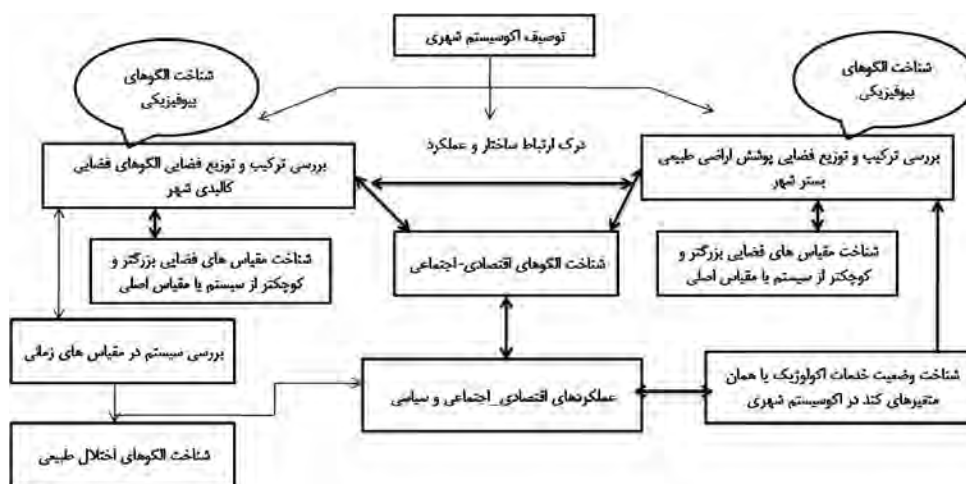 توصیف اکوسیستم شهری
شناخت الگوهای
بیوفیزیکی
شناخت الگوهای
بیوفیزیکی
درک ارتباط ساختار و عملکرد
بررسی ترکیب و توزیع فضایی پوشش اراضی طبیعی
بستر شهر
بررسی ترکیب و توزیع فضایی الگوهای فضایی
کالبدی شهر
شناخت مقیاس های فضایی بزرگتر و
کوچکتر از سیستم یا مقیاس اصلی
شناخت الگوهای اقتصادی-اجتماعی
شناخت مقیاس های فضایی بزرگتر و
کوچکتر از سیستم یا مقیاس اصلی
شناخت وضعیت خدمات اکولوژیک یا همان
متغیرهای کند در اکوسیستم شهری
عملکردهای اقتصادی_اجتماعی و سیاسی
بررسی سیستم در مقیاس های زمانی
شناخت الگوهای اختلال طبیعی